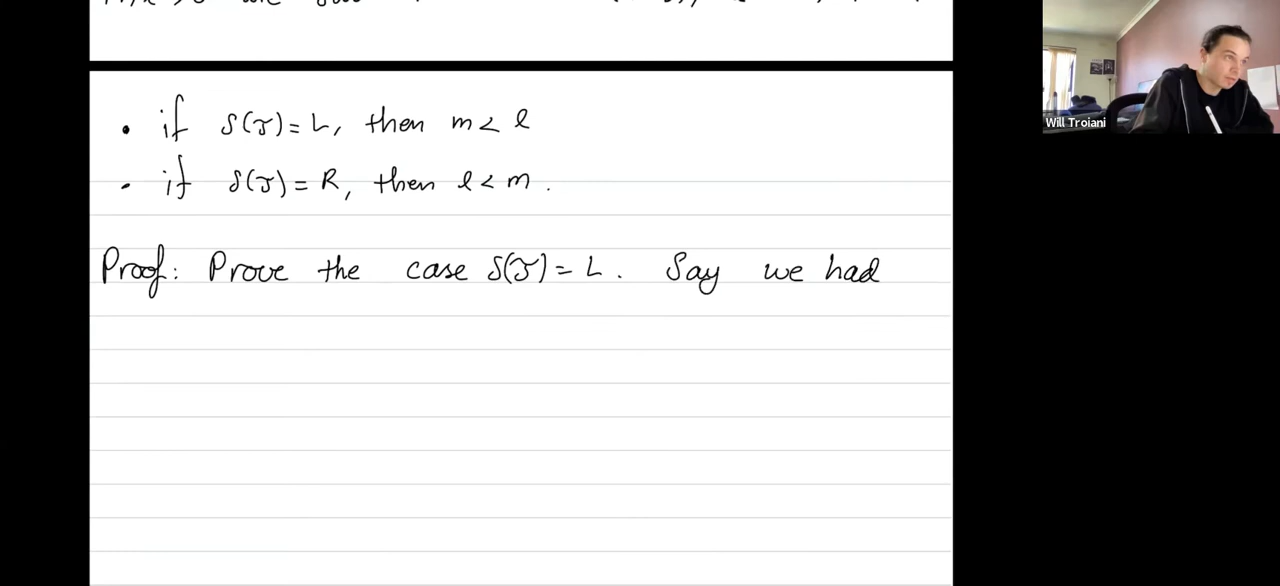 • if S(τ) = L, then m < l
• if S(τ) = R, then l < m.
Proof: Prove the case S(τ) = L. Say we had
Will Troiani